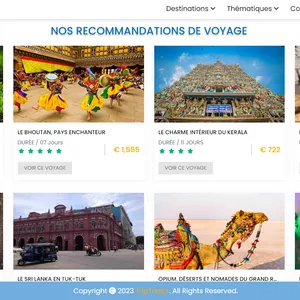 Destinations Thématiques Co
NOS RECOMMANDATIONS DE VOYAGE
LE BHOUTAN, PAYS ENCHANTEUR
DURÉE / 07 Jours
€ 1,555
VOIR CE VOYAGE
LE CHARME INTÉRIEUR DU KERALA
DURÉE / 11 JOURS
€ 722
VOIR CE VOYAGE
LE SRI LANKA EN TUK-TUK
OPIUM, DÉSERTS ET NOMADES DU GRAND R...
Copyright © 2023 All Rights Reserved.